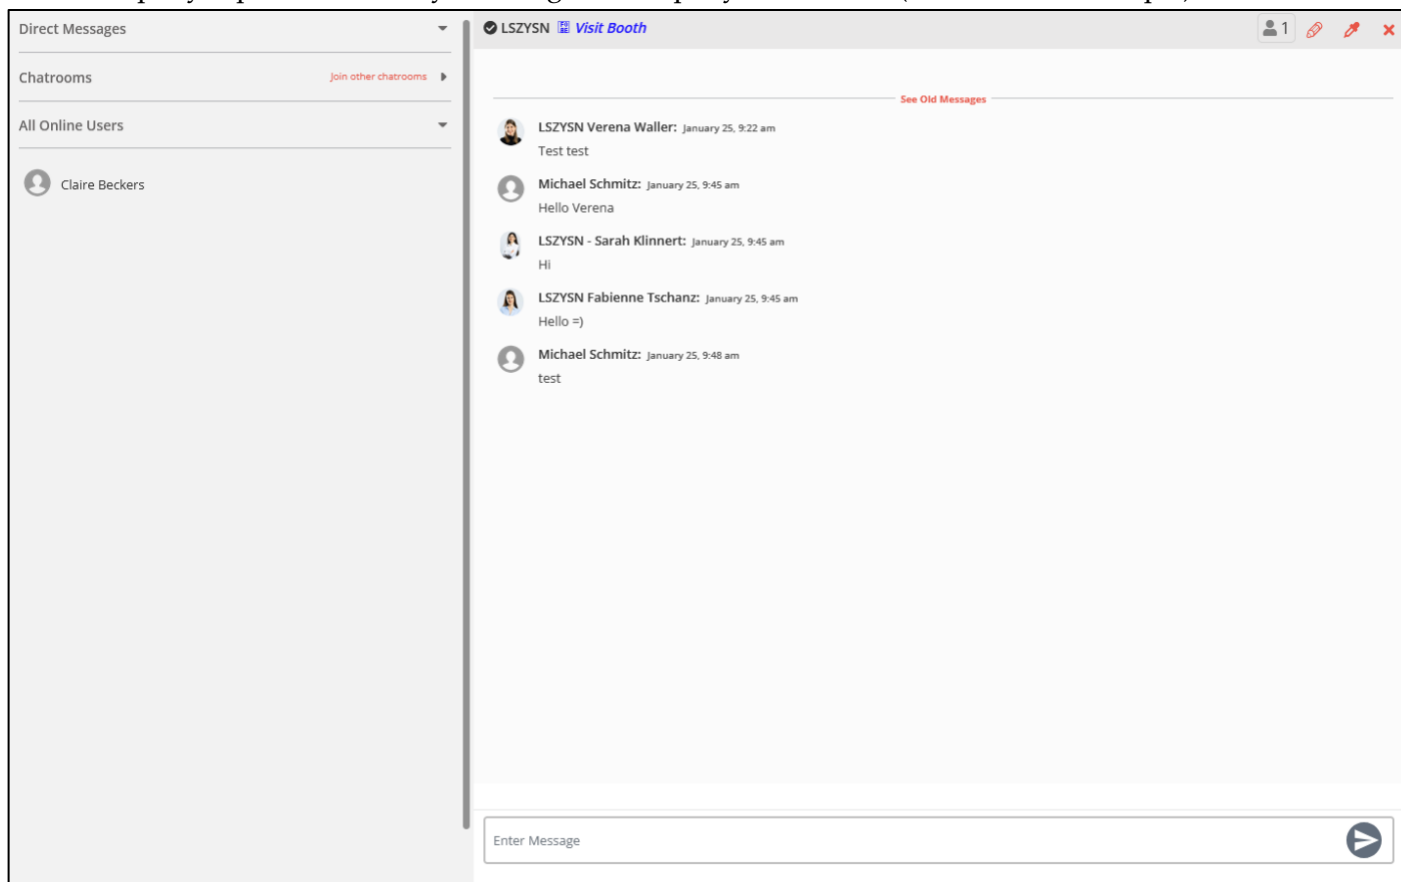 Direct Messages
Chatrooms Join other chatrooms
All Online Users
Claire Beckers
LSZYSN Visit Booth 1
See Old Messages
LSZYSN Verena Waller: January 25, 9:22 am
Test test
Michael Schmitz: January 25, 9:45 am
Hello Verena
LSZYSN - Sarah Klinnert: January 25, 9:45 am
Hi
LSZYSN Fabienne Tschanz: January 25, 9:45 am
Hello =)
Michael Schmitz: January 25, 9:48 am
test
Enter Message